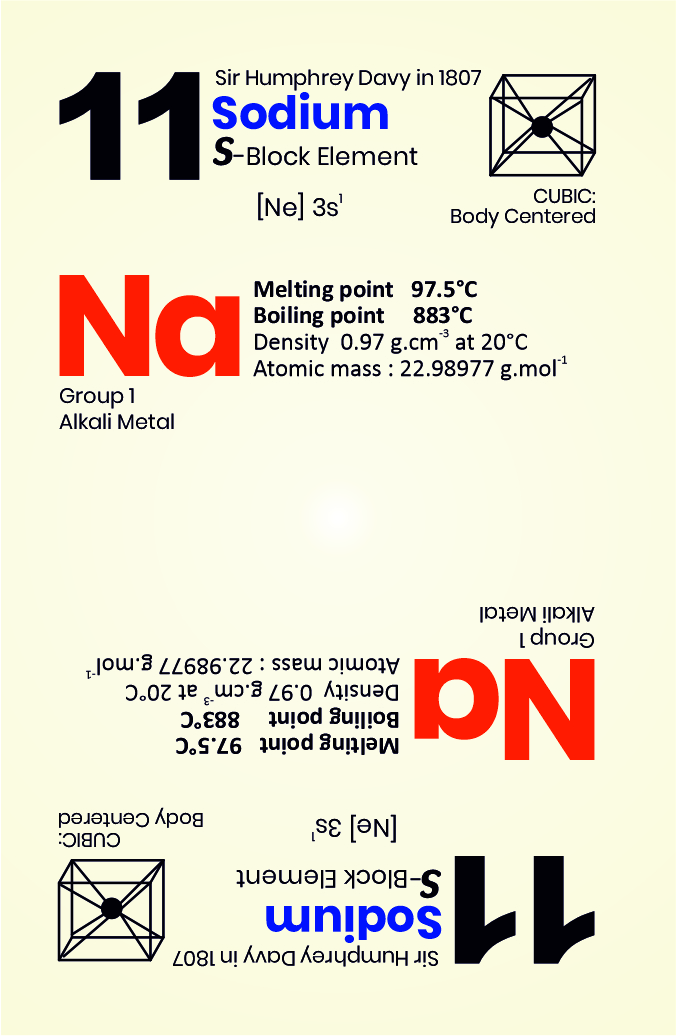 11
Sir Humphrey Davy in 1807
Sodium
S-Block Element
[Ne] 3s¹
CUBIC:
Body Centered
Na
Group 1
Alkali Metal
Melting point 97.5°C
Boiling point 883°C
Density 0.97 g.cm⁻³ at 20°C
Atomic mass : 22.98977 g.mol⁻¹
11
Sir Humphrey Davy in 1807
Sodium
S-Block Element
[Ne] 3s¹
CUBIC:
Body Centered
Na
Group 1
Alkali Metal
Melting point 97.5°C
Boiling point 883°C
Density 0.97 g.cm⁻³ at 20°C
Atomic mass : 22.98977 g.mol⁻¹